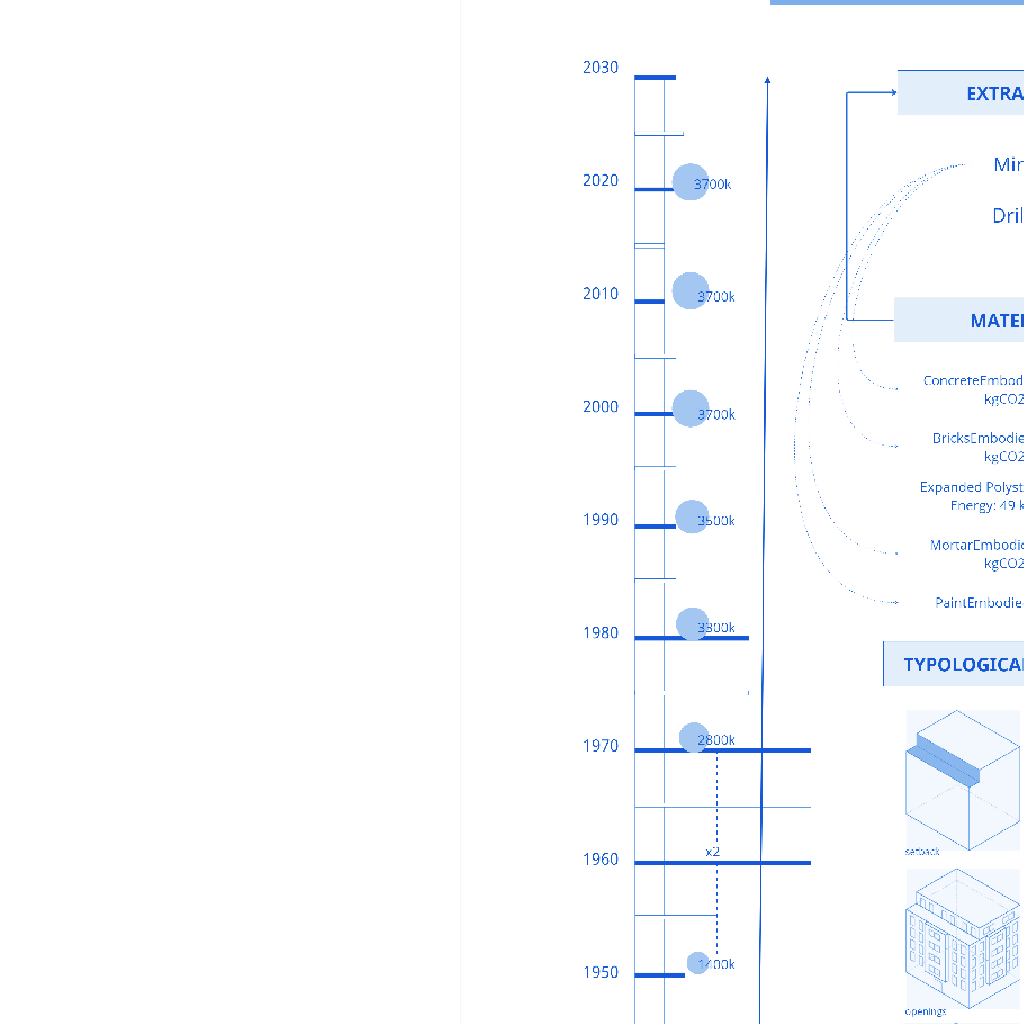 2030
2020
3700k
2010
3700k
2000
3700k
1990
3500k
1980
3300k
1970
2800k
x2
1960
1950
1400k
EXTRA
Min
Dril
MATE
ConcreteEmbod
kgCO2
BricksEmbodie
kgCO2
Expanded Polyst
Energy: 49 k
MortarEmbodie
kgCO2
PaintEmbodie
TYPOLOGICA
setback
openings